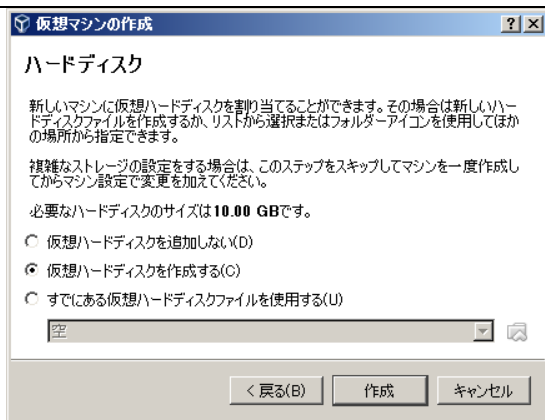 仮想マシンの作成
ハードディスク
新しいマシンに仮想ハードディスクを割り当てることができます。その場合は新しいハー
ドディスクファイルを作成するか、リストから選択またはフォルダーアイコンを使用してほか
の場所から指定できます。
複雑なストレージの設定をする場合は、このステップをスキップしてマシンを一度作成し
てからマシン設定で変更を加えてください。
必要なハードディスクのサイズは10.00 GBです。
仮想ハードディスクを追加しない(D)
仮想ハードディスクを作成する(C)
すでにある仮想ハードディスクファイルを使用する(U)
空
< 戻る(B)
作成
キャンセル